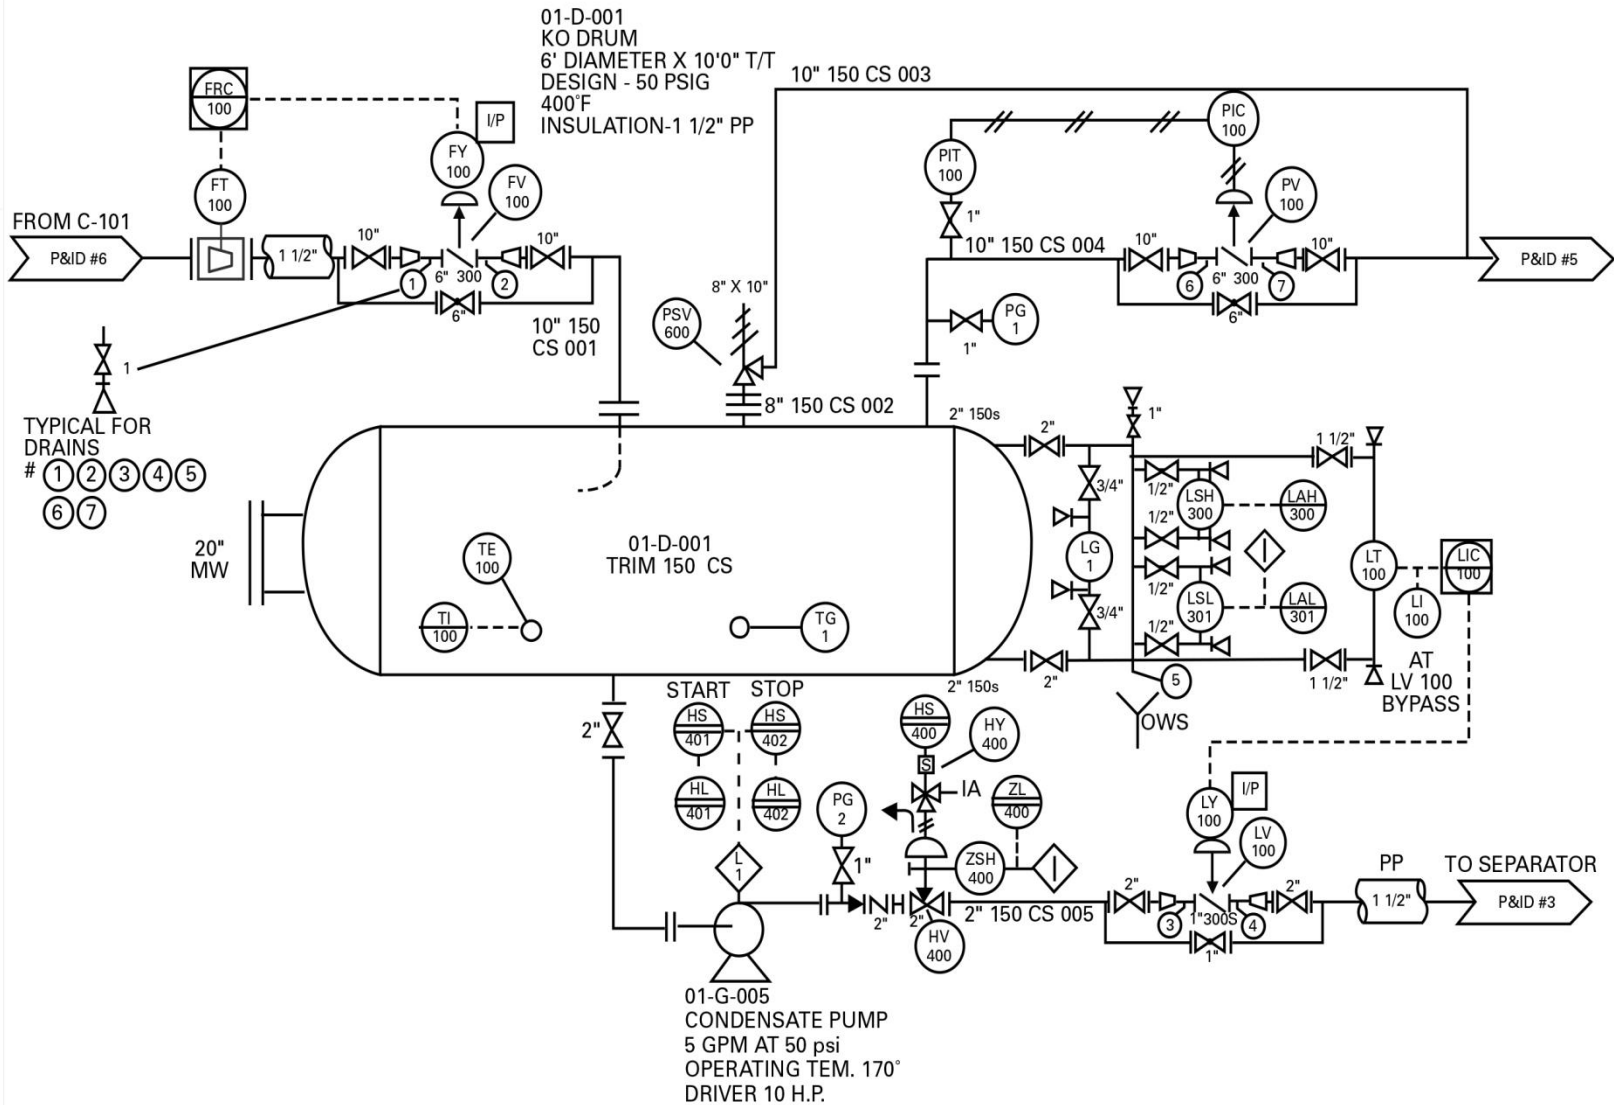 01-D-001
KO DRUM
6' DIAMETER X 10'0" T/T
DESIGN - 50 PSIG
400°F
INSULATION-1 1/2" PP
FRC
100
I/P
FY
100
FT
100
FV
100
FROM C-101
P&ID #6
1 1/2"
10"
10"
1
6" 300
2
6"
10" 150
CS 001
1
TYPICAL FOR
DRAINS
# 1 2 3 4 5
6 7
10" 150 CS 003
PIC
100
PIT
100
PV
100
1"
10" 150 CS 004
10"
10"
6
6" 300
7
6"
P&ID #5
8" X 10"
PSV
600
PG
1
1"
8" 150 CS 002
20"
MW
01-D-001
TRIM 150 CS
TE
100
TI
100
TG
1
2" 150s
2"
1"
1 1/2"
3/4"
1/2"
LSH
300
LAH
300
1/2"
LG
1
I
LT
100
LIC
100
1/2"
LSL
301
LAL
301
LI
100
3/4"
1/2"
2" 150s
2"
5
1 1/2"
AT
LV 100
BYPASS
OWS
2"
START
STOP
HS
401
HS
402
HL
401
HL
402
L
1
PG
2
1"
HS
400
HY
400
S
IA
ZL
400
ZSH
400
I
2"
2"
HV
400
2" 150 CS 005
LY
100
I/P
LV
100
2"
2"
3
1"300S
4
1"
PP
1 1/2"
TO SEPARATOR
P&ID #3
01-G-005
CONDENSATE PUMP
5 GPM AT 50 psi
OPERATING TEM. 170°
DRIVER 10 H.P.